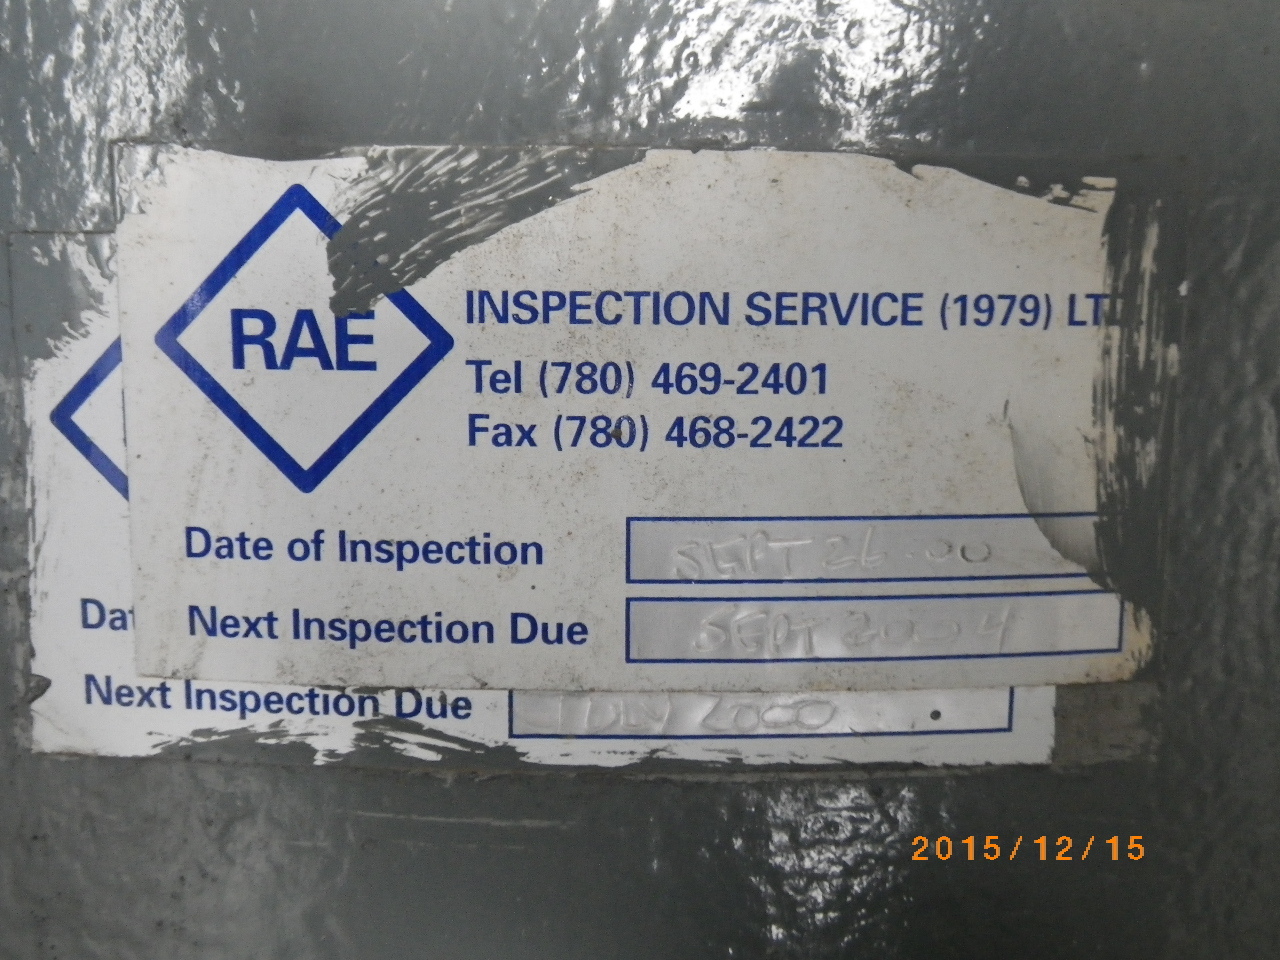 RAE
INSPECTION SERVICE (1979) LTD.
Tel (780) 469-2401
Fax (780) 468-2422
Date of Inspection SEPT 26.00
Next Inspection Due SEPT 2004
Dat
Next Inspection Due JULY 2000
2015/12/15